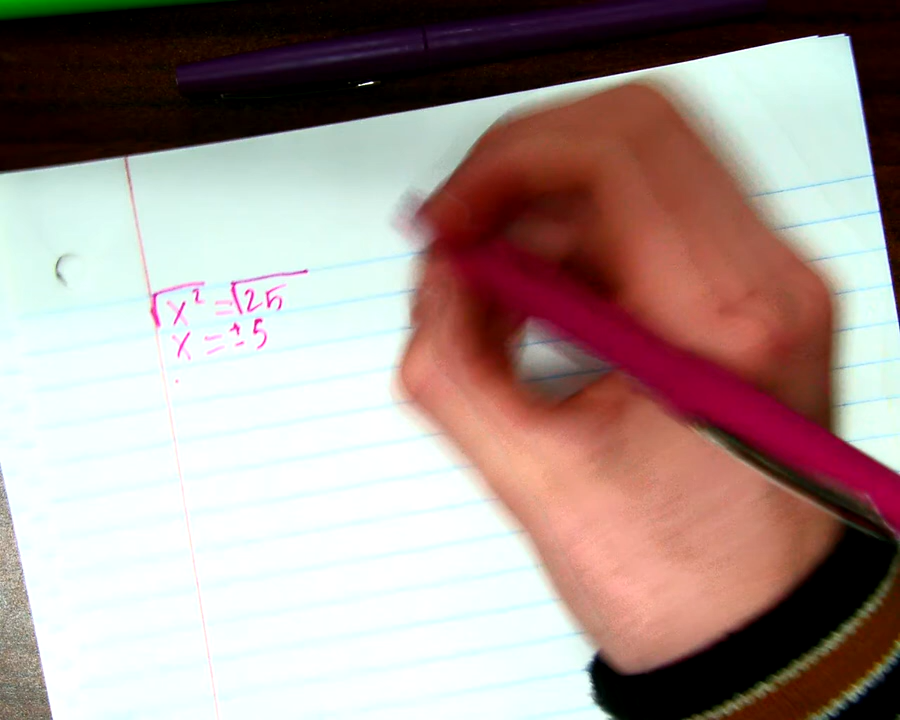 √x² = √25
x = ±5